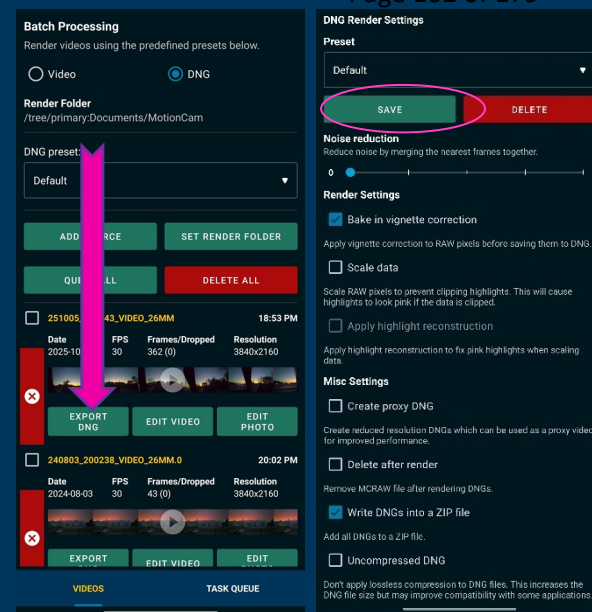 Batch Processing
Render videos using the predefined presets below.
Video
DNG
Render Folder
/tree/primary:Documents/MotionCam
DNG preset:
Default
SET RENDER FOLDER
DELETE ALL
251005_ 43_VIDEO_26MM
18:53 PM
Date FPS Frames/Dropped Resolution
2025-10 30 362 (0) 3840x2160
EXPORT DNG
EDIT VIDEO
EDIT PHOTO
240803_200238_VIDEO_26MM.0
20:02 PM
Date FPS Frames/Dropped Resolution
2024-08-03 30 43 (0) 3840x2160
EXPORT
EDIT VIDEO
EDIT
VIDEOS
TASK QUEUE
DNG Render Settings
Preset
Default
SAVE
DELETE
Noise reduction
Reduce noise by merging the nearest frames together.
0
Render Settings
Bake in vignette correction
Apply vignette correction to RAW pixels before saving them to DNG.
Scale data
Scale RAW pixels to prevent clipping highlights. This will cause
highlights to look pink if the data is clipped.
Apply highlight reconstruction
Apply highlight reconstruction to fix pink highlights when scaling
data.
Misc Settings
Create proxy DNG
Create reduced resolution DNGs which can be used as a proxy video
for improved performance.
Delete after render
Remove MCRAW file after rendering DNGs.
Write DNGs into a ZIP file
Add all DNGs to a ZIP file.
Uncompressed DNG
Don't apply lossless compression to DNG files. This increases the
DNG file size but may improve compatibility with some applications.